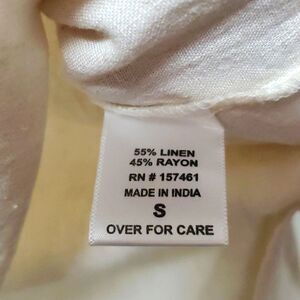 55% LINEN
45% RAYON
RN # 157461
MADE IN INDIA
S
OVER FOR CARE